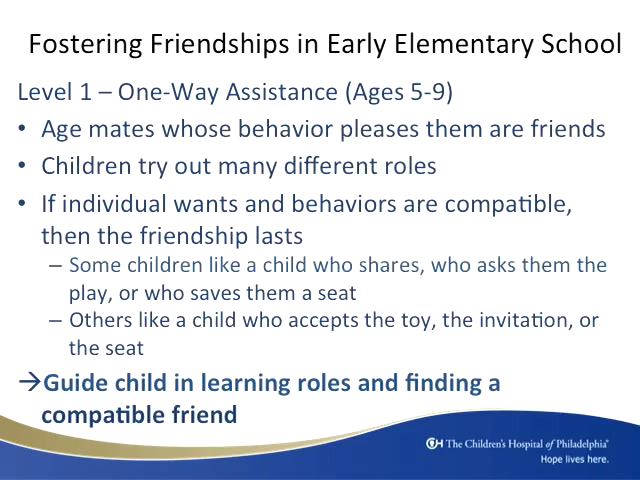 Fostering Friendships in Early Elementary School
Level 1 – One-Way Assistance (Ages 5-9)
• Age mates whose behavior pleases them are friends
• Children try out many different roles
• If individual wants and behaviors are compatible,
then the friendship lasts
– Some children like a child who shares, who asks them the
play, or who saves them a seat
– Others like a child who accepts the toy, the invitation, or
the seat
→Guide child in learning roles and finding a
compatible friend
The Children's Hospital of Philadelphia®
Hope lives here.